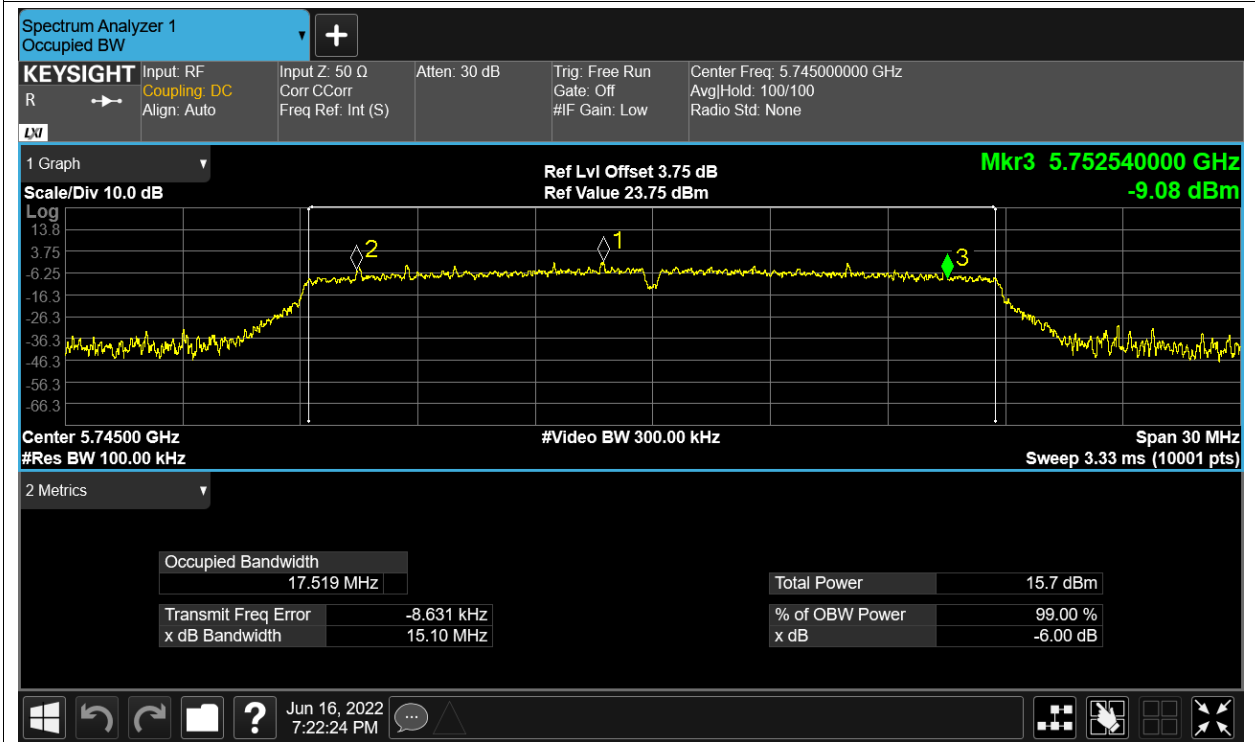 Spectrum Analyzer 1
Occupied BW
KEYSIGHT
R
LXI
Input: RF
Coupling: DC
Align: Auto
Input Z: 50 Ω
Corr CCorr
Freq Ref: Int (S)
Atten: 30 dB
Trig: Free Run
Gate: Off
#IF Gain: Low
Center Freq: 5.745000000 GHz
Avg|Hold: 100/100
Radio Std: None
1 Graph
Scale/Div 10.0 dB
Ref Lvl Offset 3.75 dB
Ref Value 23.75 dBm
Mkr3 5.752540000 GHz
-9.08 dBm
Log
13.8
3.75
-6.25
-16.3
-26.3
-36.3
-46.3
-56.3
-66.3
2
1
3
Center 5.74500 GHz
#Res BW 100.00 kHz
#Video BW 300.00 kHz
Span 30 MHz
Sweep 3.33 ms (10001 pts)
2 Metrics
Occupied Bandwidth
17.519 MHz
Transmit Freq Error -8.631 kHz
x dB Bandwidth 15.10 MHz
Total Power 15.7 dBm
% of OBW Power 99.00 %
x dB -6.00 dB
?
Jun 16, 2022
7:22:24 PM